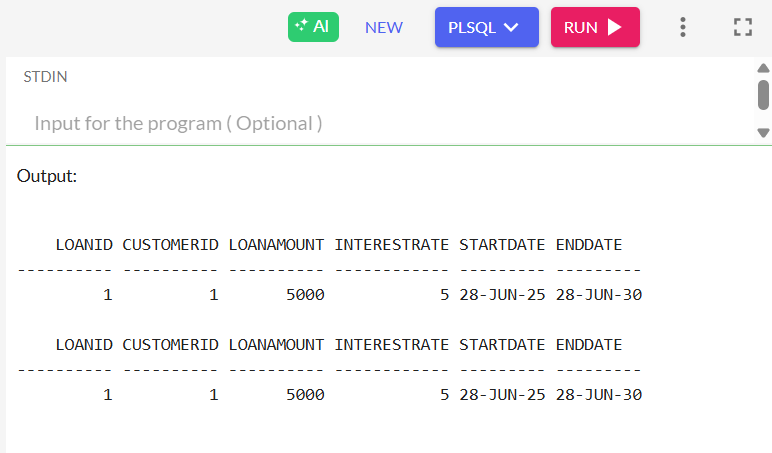 AI NEW PLSQL RUN
STDIN
Input for the program ( Optional )
Output:
    LOANID CUSTOMERID LOANAMOUNT INTERESTRATE STARTDATE ENDDATE
---------- ---------- ---------- ------------ --------- ---------
         1          1       5000            5 28-JUN-25 28-JUN-30
    LOANID CUSTOMERID LOANAMOUNT INTERESTRATE STARTDATE ENDDATE
---------- ---------- ---------- ------------ --------- ---------
         1          1       5000            5 28-JUN-25 28-JUN-30